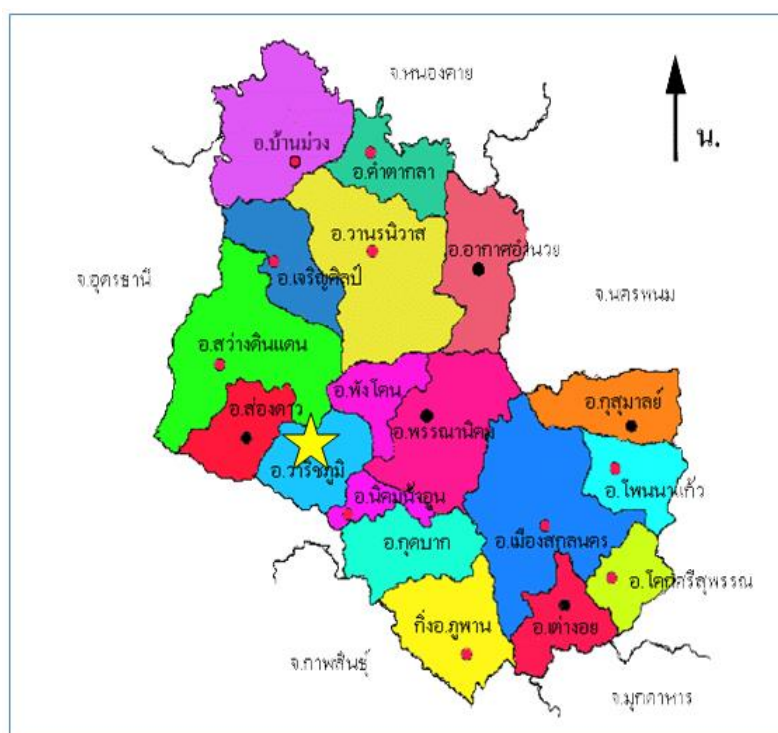 จ.หนองคาย
น.
อ.บ้านม่วง
อ.คำตากลา
อ.วานรนิวาส
อ.อากาศอำนวย
จ.อุดรธานี
อ.เจริญศิลป์
จ.นครพนม
อ.สว่างดินแดน
อ.พังโคน
อ.ส่องดาว
อ.กุสุมาลย์
อ.พรรณานิคม
อ.วาริชภูมิ
อ.โพนนาแก้ว
อ.นิคมน้ำอูน
อ.กุดบาก
อ.เมืองสกลนคร
อ.โคกศรีสุพรรณ
กิ่งอ.ภูพาน
อ.เต่างอย
จ.กาฬสินธุ์
จ.มุกดาหาร